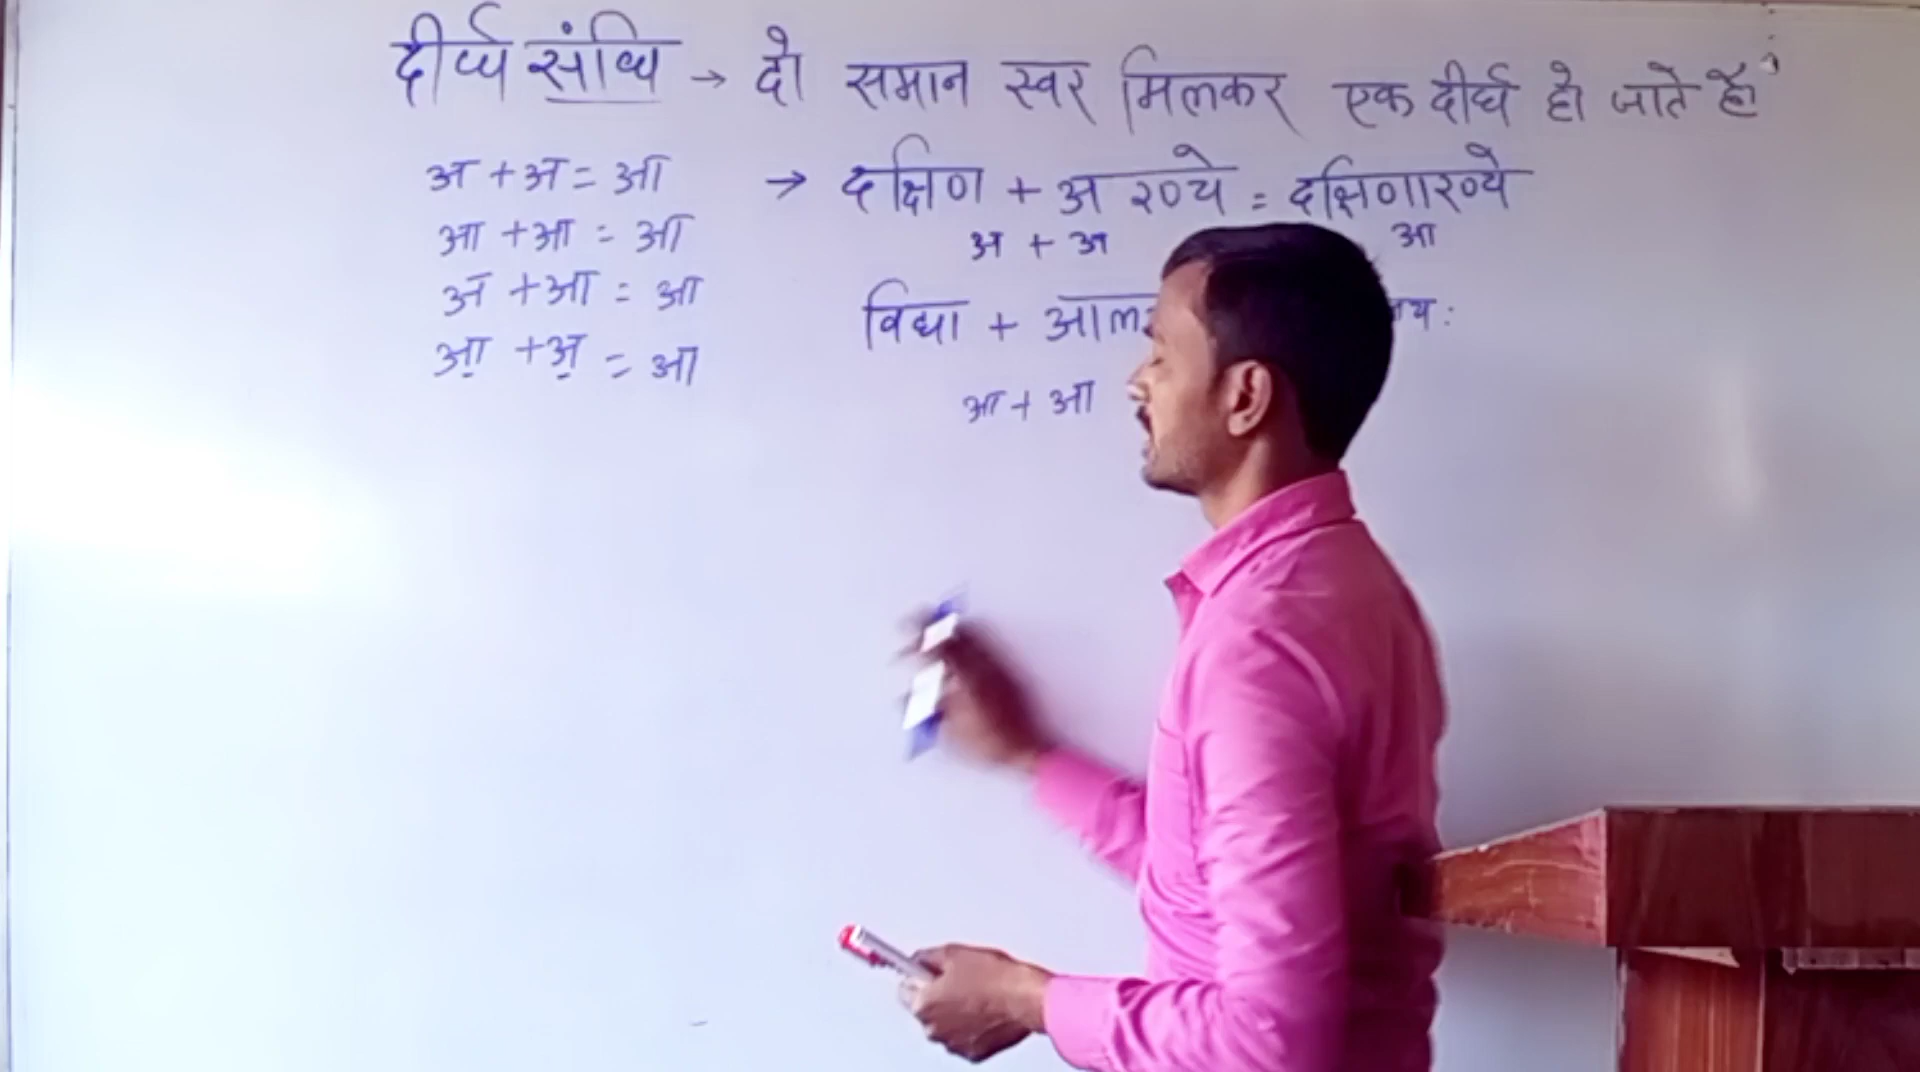 दीर्घ संधि → दो समान स्वर मिलकर एक दीर्घ हो जाते हैं
अ + अ = आ → दक्षिण + अरण्ये = दक्षिणारण्ये
अ + अ आ
आ + आ = आ
अ + आ = आ विद्या + आल
आ + अ = आ
आ + आ